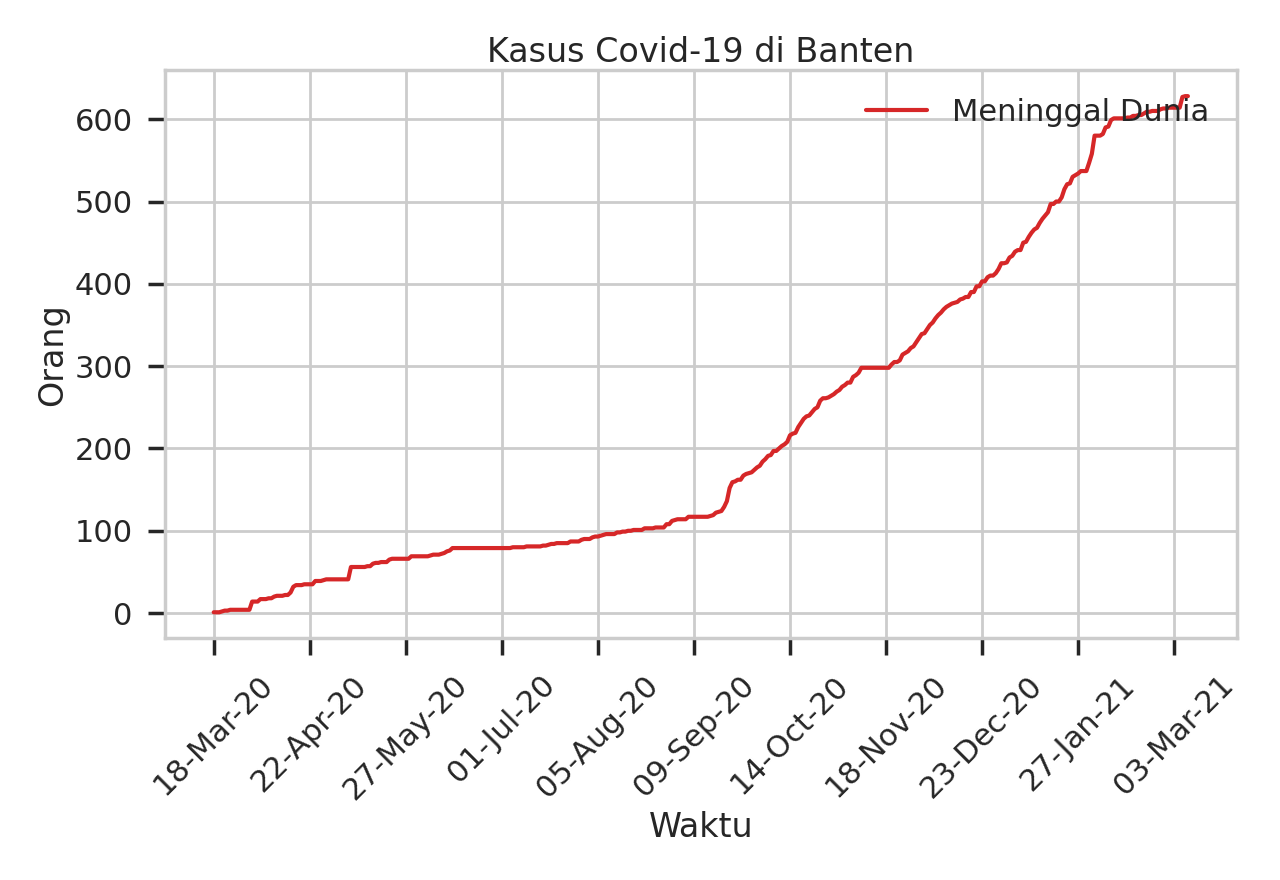 Kasus Covid-19 di Banten
Meninggal Dunia
Orang
600
500
400
300
200
100
0
18-Mar-20
22-Apr-20
27-May-20
01-Jul-20
05-Aug-20
09-Sep-20
14-Oct-20
18-Nov-20
23-Dec-20
27-Jan-21
03-Mar-21
Waktu